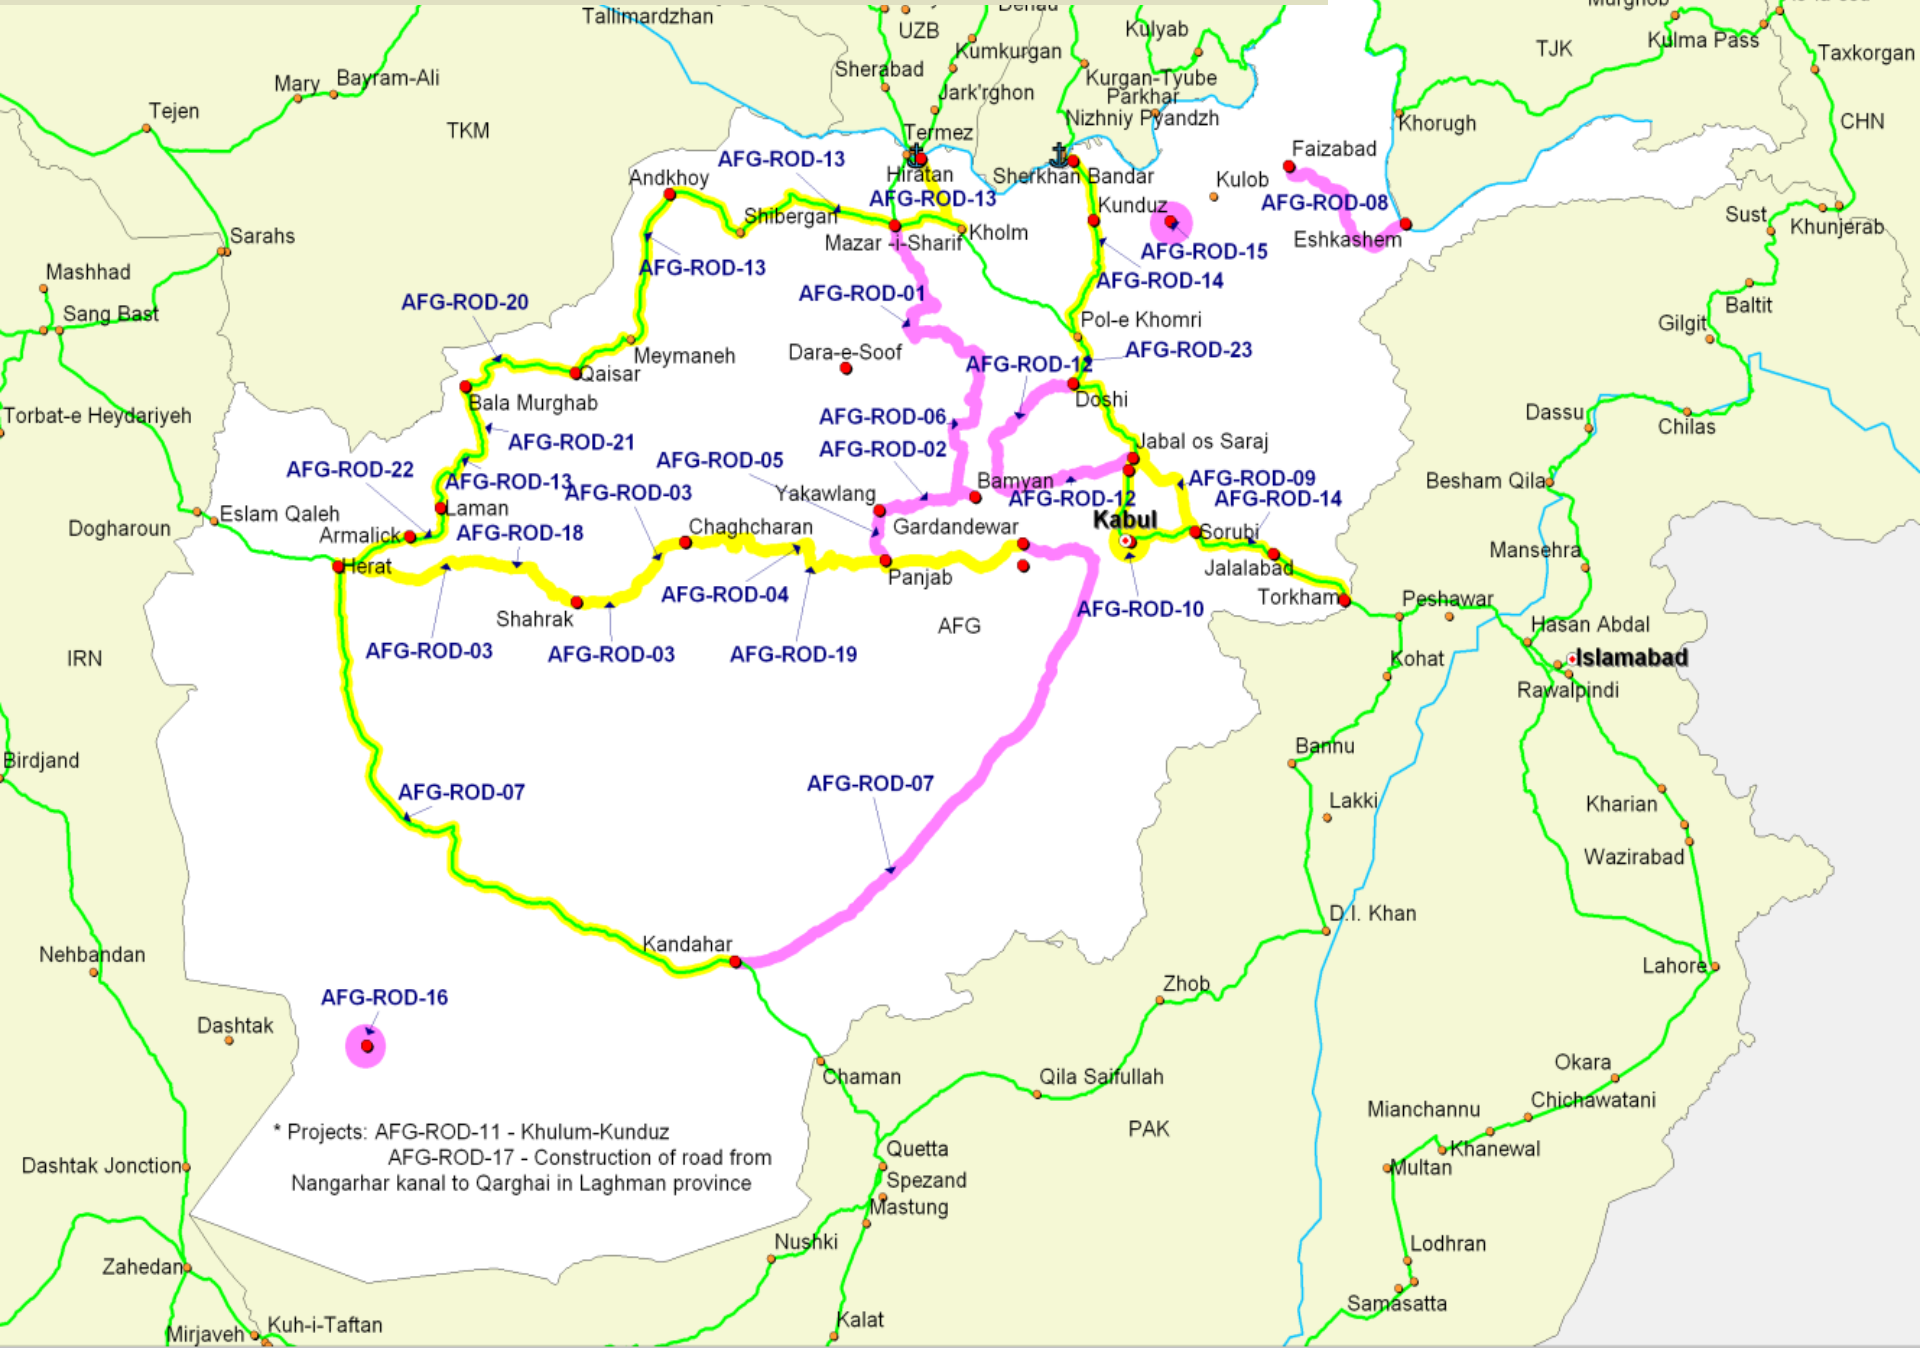 Tallimardzhan
UZB
Denau
Kulyab
Murghob
TJK
Kulma Pass
Taxkorgan
Kumkurgan
Sherabad
Kurgan-Tyube
Mary
Bayram-Ali
Jark'rghon
Parkhar
Tejen
TKM
Termez
Nizhniy Pyandzh
Khorugh
CHN
AFG-ROD-13
Faizabad
Andkhoy
Hiratan
Sherkhan Bandar
Kulob
AFG-ROD-13
AFG-ROD-08
Shibergan
Kunduz
Sust
Khunjerab
Sarahs
Mazar -i-Sharif
Kholm
Eshkashem
AFG-ROD-15
Mashhad
AFG-ROD-13
AFG-ROD-14
AFG-ROD-20
AFG-ROD-01
Baltit
Sang Bast
Pol-e Khomri
Gilgit
Meymaneh
Dara-e-Soof
AFG-ROD-23
AFG-ROD-12
Qaisar
Bala Murghab
Doshi
Torbat-e Heydariyeh
AFG-ROD-06
Dassu
Chilas
AFG-ROD-21
AFG-ROD-02
Jabal os Saraj
AFG-ROD-22
AFG-ROD-05
AFG-ROD-13
AFG-ROD-03
Yakawlang
Bamyan
AFG-ROD-12
AFG-ROD-09
AFG-ROD-14
Besham Qila
Eslam Qaleh
Laman
Dogharoun
Armalick
AFG-ROD-18
Chaghcharan
Gardandewar
Kabul
Sorubi
Mansehra
Herat
Panjab
Jalalabad
AFG-ROD-04
Torkham
Peshawar
AFG-ROD-10
Shahrak
AFG
Hasan Abdal
AFG-ROD-03
AFG-ROD-03
AFG-ROD-19
IRN
Kohat
Islamabad
Rawalpindi
Birdjand
Bannu
AFG-ROD-07
AFG-ROD-07
Lakki
Kharian
Wazirabad
D.I. Khan
Kandahar
Nehbandan
Lahore
Zhob
AFG-ROD-16
Dashtak
Okara
Chaman
Qila Saifullah
Chichawatani
Mianchannu
PAK
* Projects: AFG-ROD-11 - Khulum-Kunduz
AFG-ROD-17 - Construction of road from
Nangarhar kanal to Qarghai in Laghman province
Quetta
Khanewal
Dashtak Jonction
Multan
Spezand
Mastung
Nushki
Lodhran
Zahedan
Samasatta
Kalat
Mirjaveh
Kuh-i-Taftan